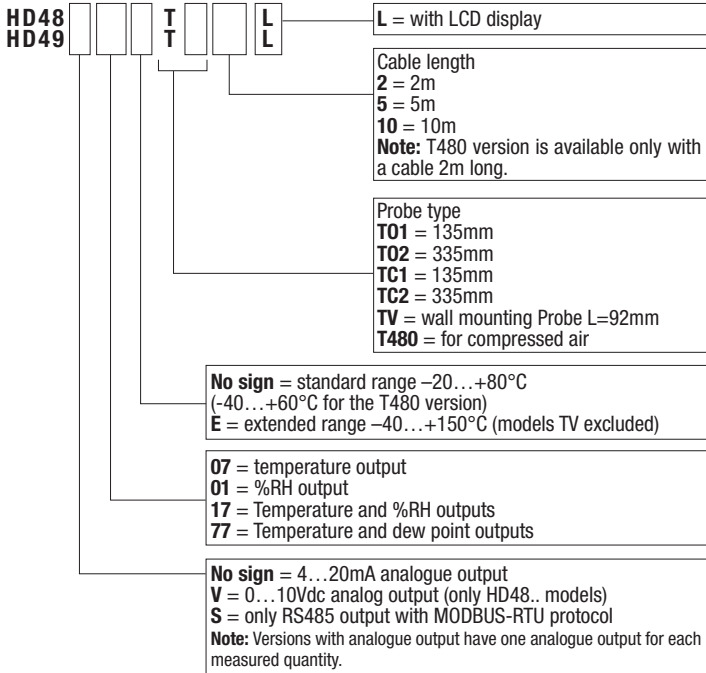 HD48 T L
HD49 T L
L = with LCD display
Cable length
2 = 2m
5 = 5m
10 = 10m
Note: T480 version is available only with
a cable 2m long.
Probe type
TO1 = 135mm
TO2 = 335mm
TC1 = 135mm
TC2 = 335mm
TV = wall mounting Probe L=92mm
T480 = for compressed air
No sign = standard range –20…+80°C
(-40…+60°C for the T480 version)
E = extended range –40…+150°C (models TV excluded)
07 = temperature output
01 = %RH output
17 = Temperature and %RH outputs
77 = Temperature and dew point outputs
No sign = 4…20mA analogue output
V = 0…10Vdc analog output (only HD48.. models)
S = only RS485 output with MODBUS-RTU protocol
Note: Versions with analogue output have one analogue output for each
measured quantity.